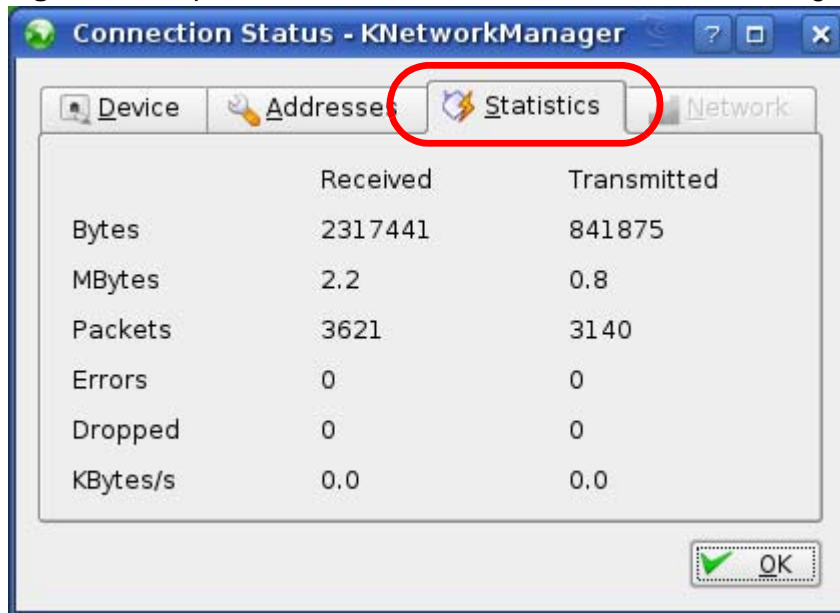 Connection Status - KNetworkManager
Device Addresses Statistics Network
Received Transmitted
Bytes 2317441 841875
MBytes 2.2 0.8
Packets 3621 3140
Errors 0 0
Dropped 0 0
KBytes/s 0.0 0.0
OK